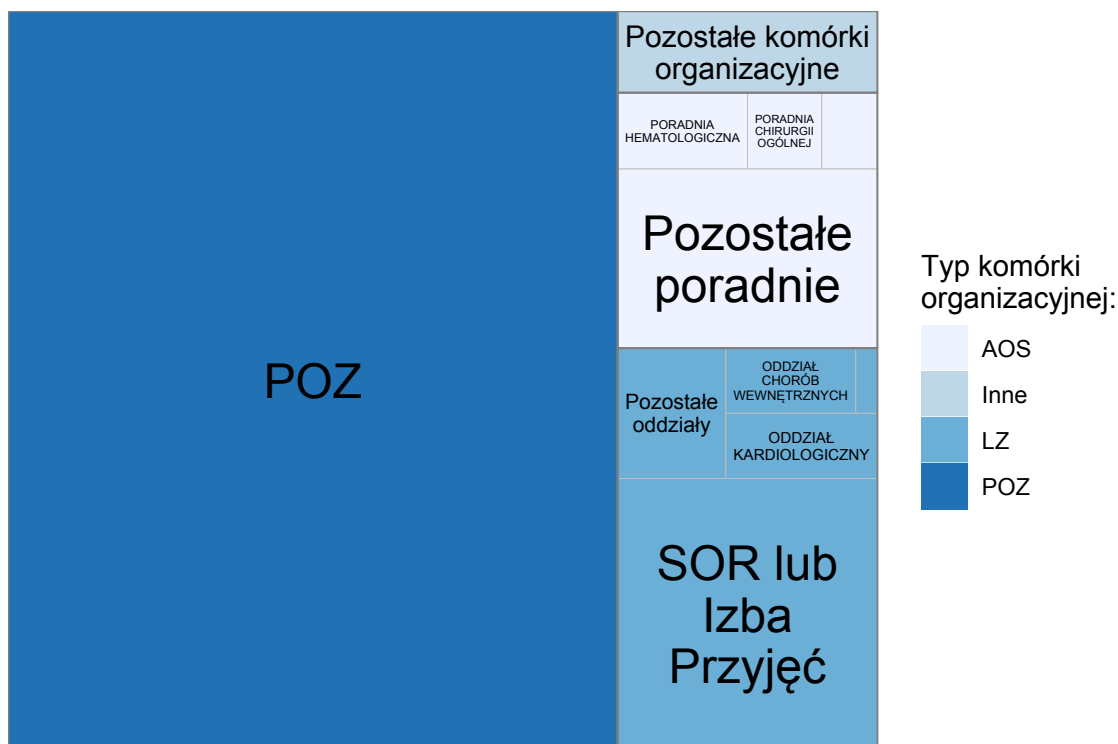 POZ
Pozostałe komórki
organizacyjne
PORADNIA
HEMATOLOGICZNA
PORADNIA
CHIRURGII
OGÓLNEJ
Pozostałe
poradnie
Pozostałe
oddziały
ODDZIAŁ
CHORÓB
WEWNĘTRZNYCH
ODDZIAŁ
KARDIOLOGICZNY
SOR lub
Izba
Przyjęć
Typ komórki
organizacyjnej:
AOS
Inne
LZ
POZ